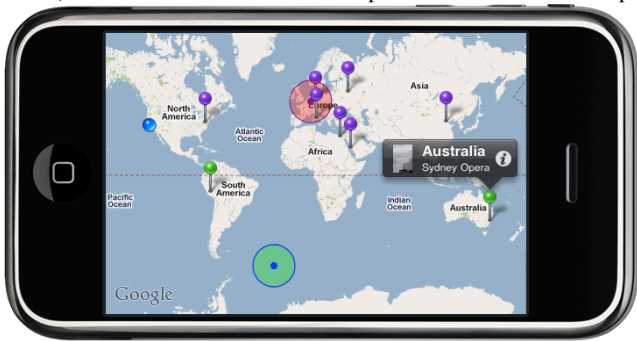 Asia
North
America
Europe
Atlantic
Ocean
Australia
Sydney Opera
Africa
South
America
Pacific
Ocean
Indian
Ocean
Australia
Google